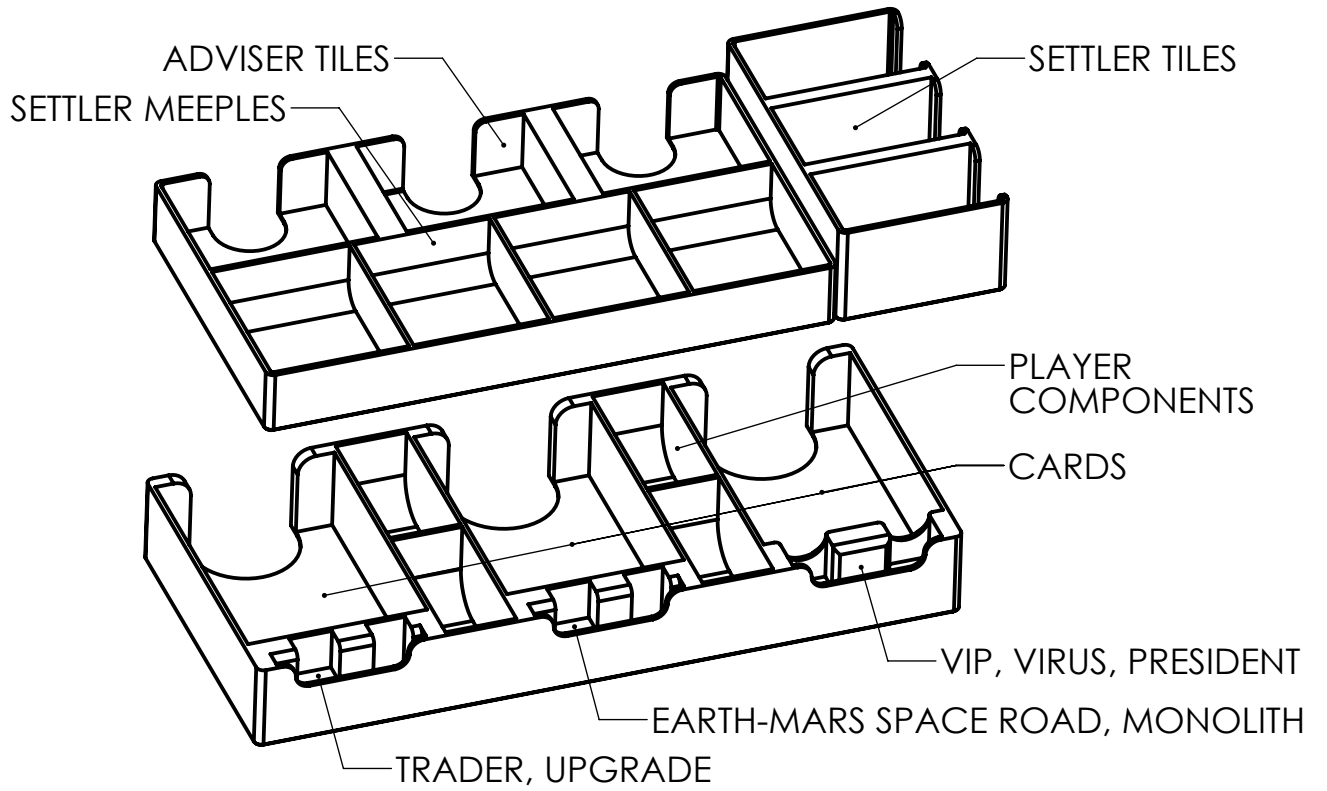 ADVISER TILES
SETTLER TILES
SETTLER MEEPLES
PLAYER
COMPONENTS
CARDS
VIP, VIRUS, PRESIDENT
EARTH-MARS SPACE ROAD, MONOLITH
TRADER, UPGRADE